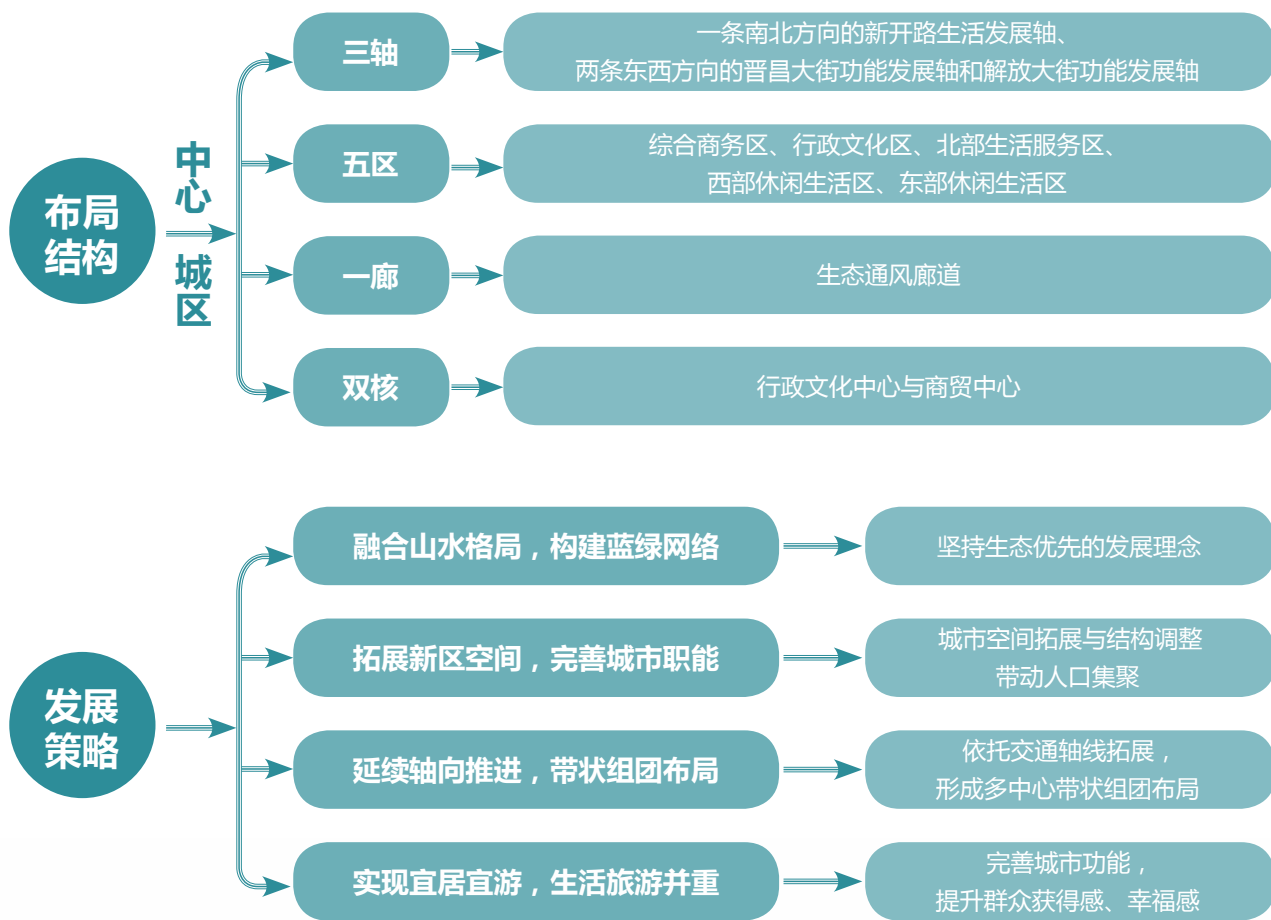 布局
结构
中心
城区
三轴
一条南北方向的新开路生活发展轴、
两条东西方向的晋昌大街功能发展轴和解放大街功能发展轴
五区
综合商务区、行政文化区、北部生活服务区、
西部休闲生活区、东部休闲生活区
一廊
生态通风廊道
双核
行政文化中心与商贸中心
发展
策略
融合山水格局，构建蓝绿网络
坚持生态优先的发展理念
拓展新区空间，完善城市职能
城市空间拓展与结构调整
带动人口集聚
延续轴向推进，带状组团布局
依托交通轴线拓展，
形成多中心带状组团布局
实现宜居宜游，生活旅游并重
完善城市功能，
提升群众获得感、幸福感